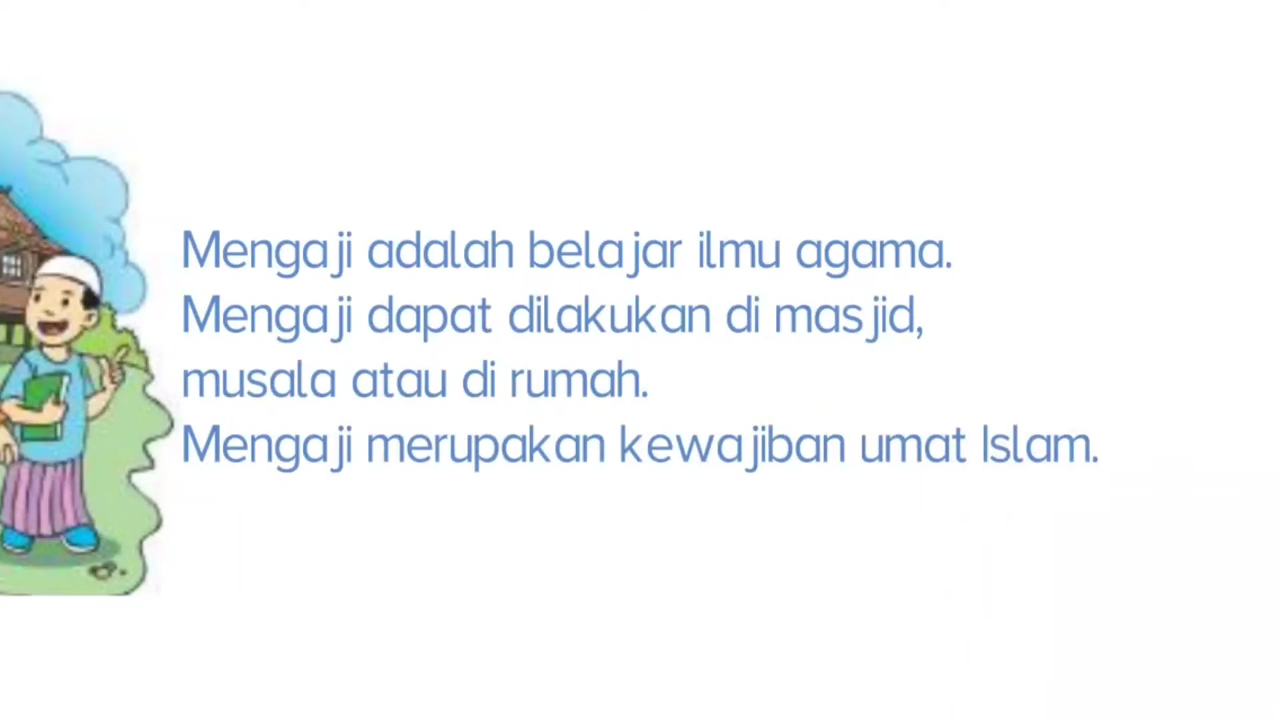 Mengaji adalah belajar ilmu agama.
Mengaji dapat dilakukan di masjid,
musala atau di rumah.
Mengaji merupakan kewajiban umat Islam.